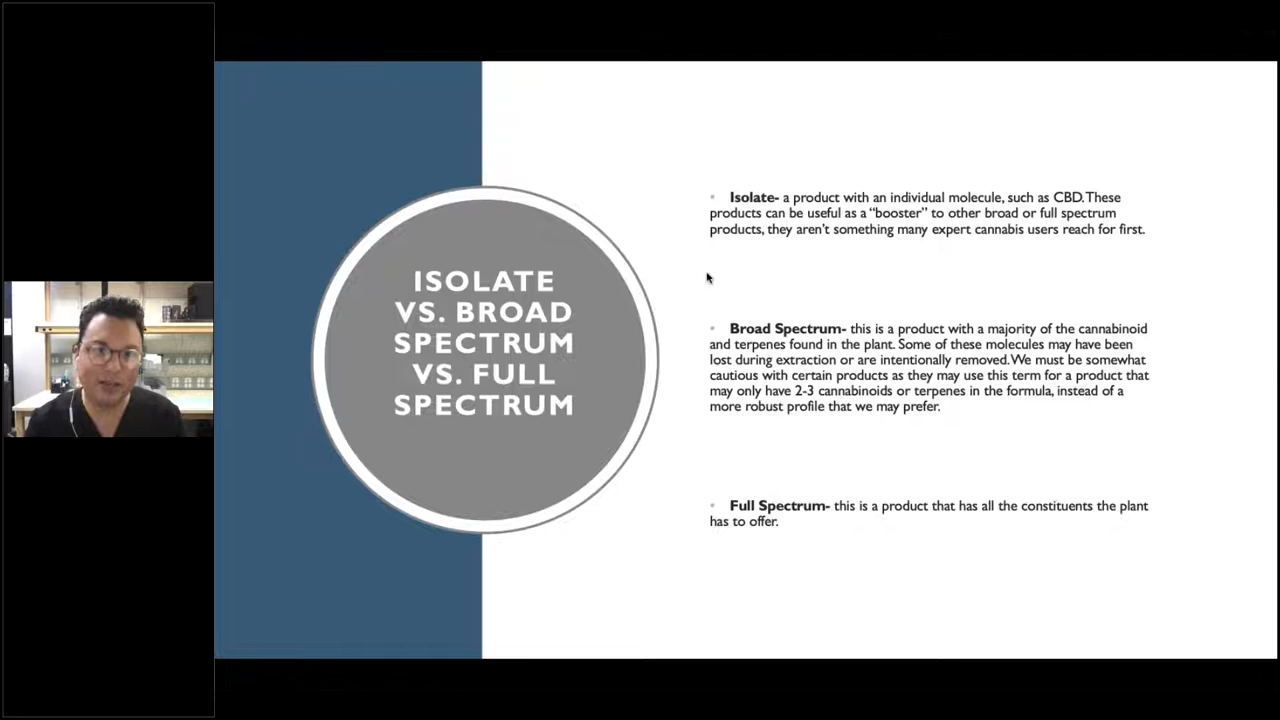 ISOLATE
VS. BROAD
SPECTRUM
VS. FULL
SPECTRUM
Isolate- a product with an individual molecule, such as CBD. These
products can be useful as a “booster” to other broad or full spectrum
products, they aren’t something many expert cannabis users reach for first.
Broad Spectrum- this is a product with a majority of the cannabinoid
and terpenes found in the plant. Some of these molecules may have been
lost during extraction or are intentionally removed. We must be somewhat
cautious with certain products as they may use this term for a product that
may only have 2-3 cannabinoids or terpenes in the formula, instead of a
more robust profile that we may prefer.
Full Spectrum- this is a product that has all the constituents the plant
has to offer.